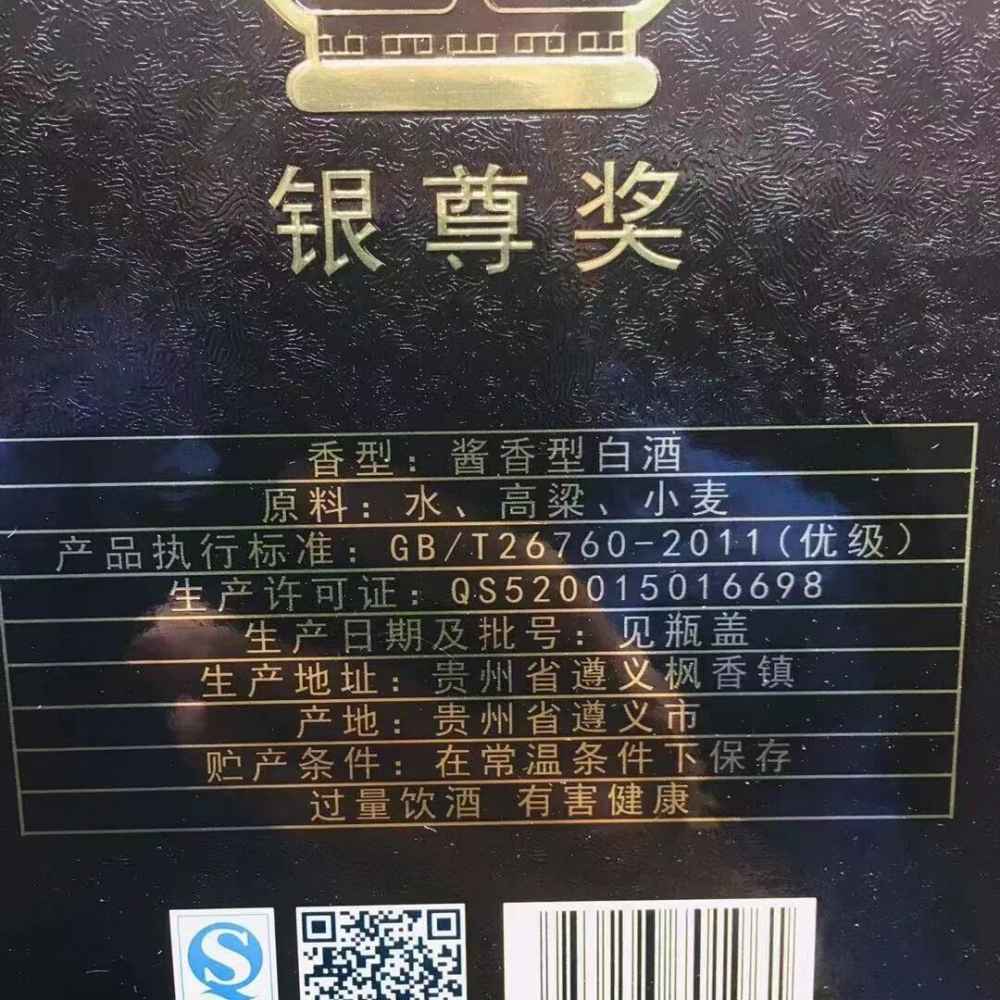 银尊奖
香型：酱香型白酒
原料：水、高粱、小麦
产品执行标准：GB/T26760-2011(优级)
生产许可证：QS520015016698
生产日期及批号：见瓶盖
生产地址：贵州省遵义枫香镇
产地：贵州省遵义市
贮产条件：在常温条件下保存
过量饮酒 有害健康